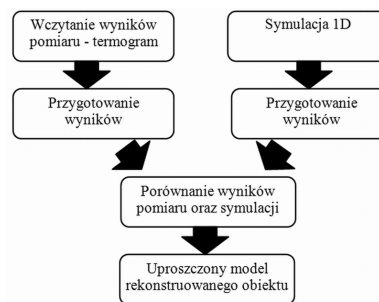 Wczytanie wyników
pomiaru - termogram
Symulacja 1D
Przygotowanie
wyników
Przygotowanie
wyników
Porównanie wyników
pomiaru oraz symulacji
Uproszczony model
rekonstruowanego obiektu